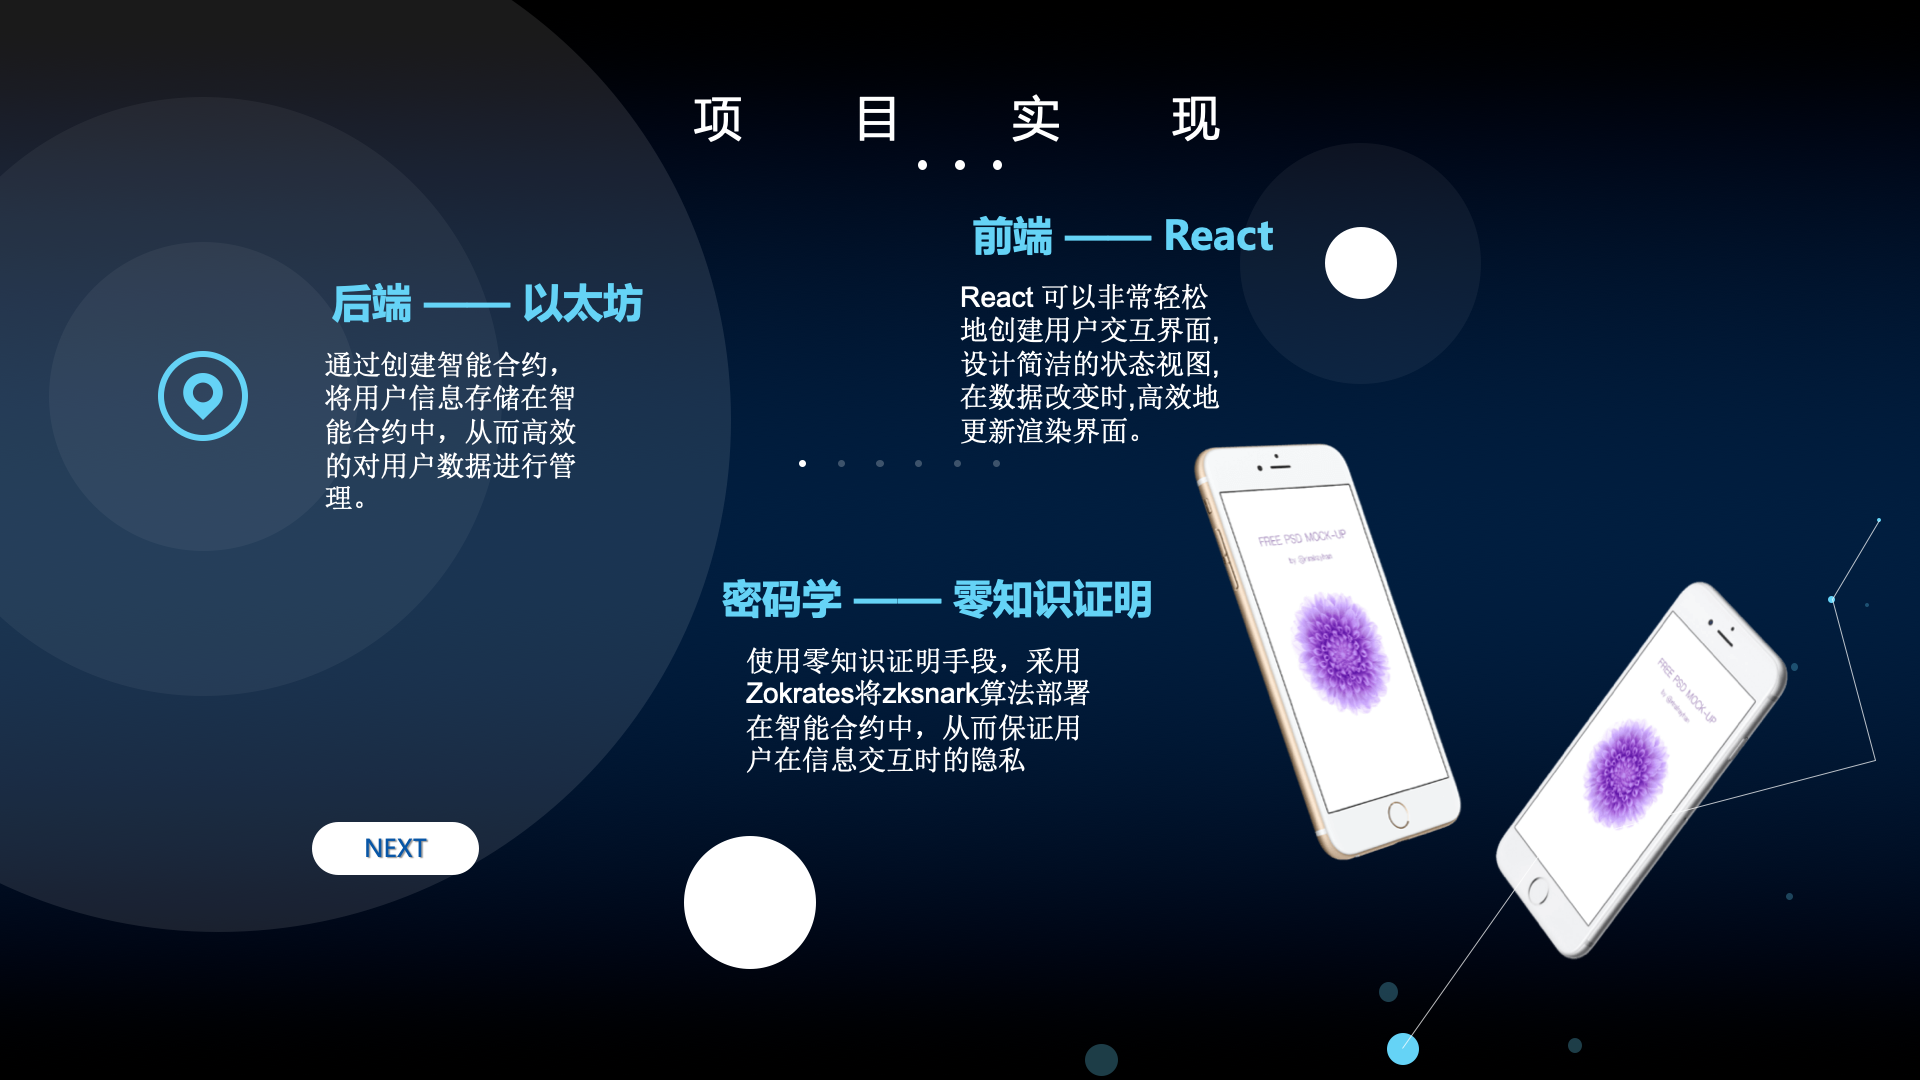 项目实现
前端 —— React
React 可以非常轻松
地创建用户交互界面,
设计简洁的状态视图,
在数据改变时,高效地
更新渲染界面。
后端 —— 以太坊
通过创建智能合约，
将用户信息存储在智
能合约中，从而高效
的对用户数据进行管
理。
密码学 —— 零知识证明
使用零知识证明手段，采用
Zokrates将zksnark算法部署
在智能合约中，从而保证用
户在信息交互时的隐私
NEXT
FREE PSD MOCK-UP
FREE PSD MOCK-UP